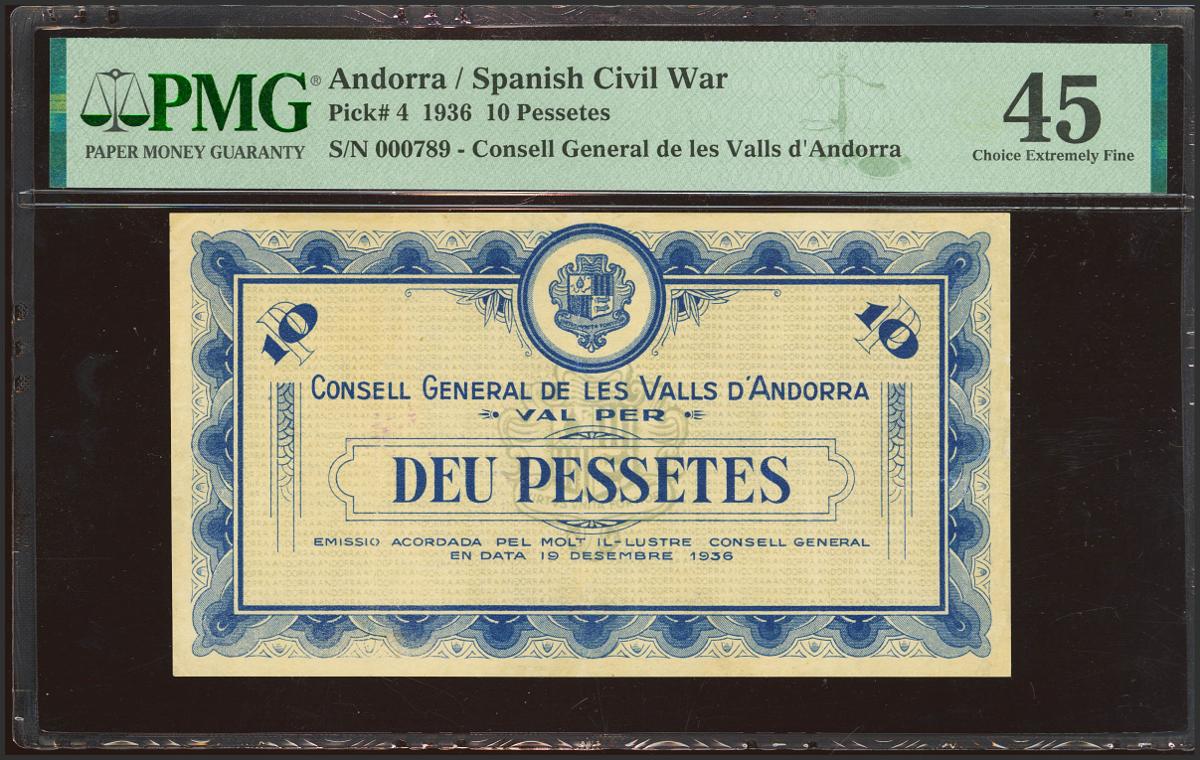 PMG®
PAPER MONEY GUARANTY
Andorra / Spanish Civil War
Pick# 4 1936 10 Pessetes
S/N 000789 - Consell General de les Valls d'Andorra
45
Choice Extremely Fine
10 P
10 P
CONSELL GENERAL DE LES VALLS D'ANDORRA
VAL PER
DEU PESSETES
EMISSIO ACORDADA PEL MOLT IL-LUSTRE CONSELL GENERAL
EN DATA 19 DESEMBRE 1936